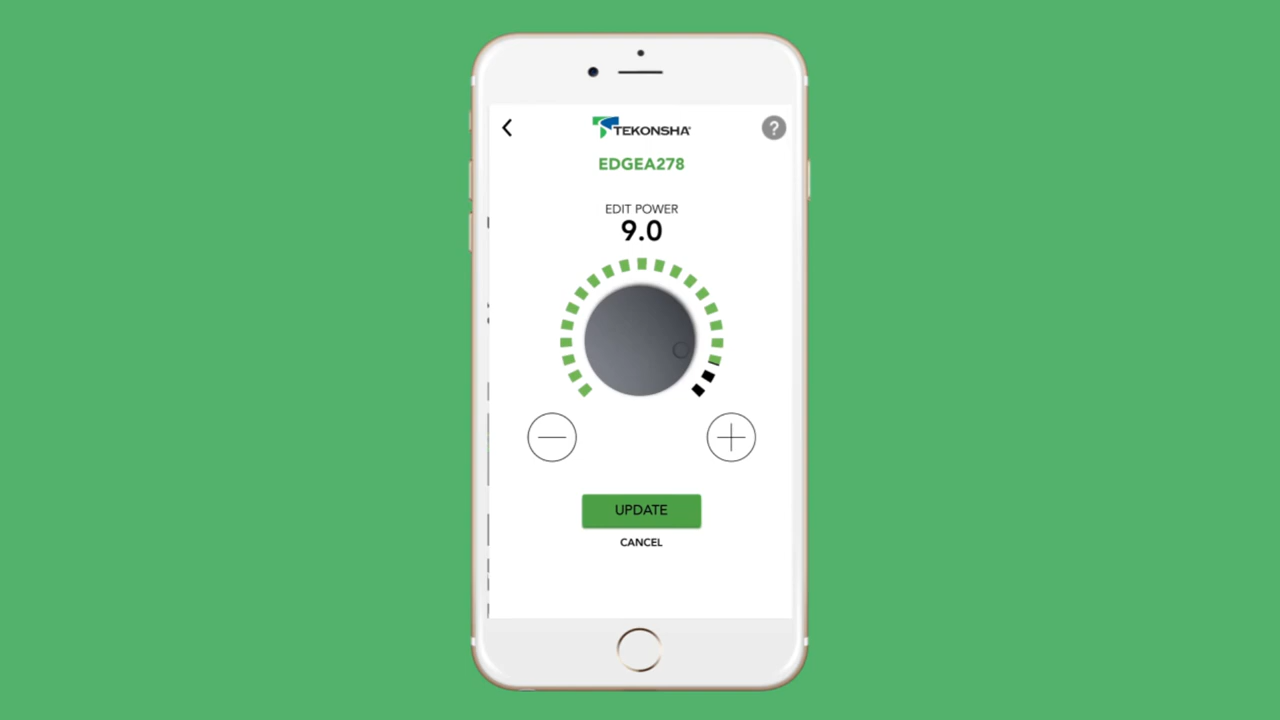 TEKONSHA®
?
EDGEA278
EDIT POWER
9.0
UPDATE
CANCEL